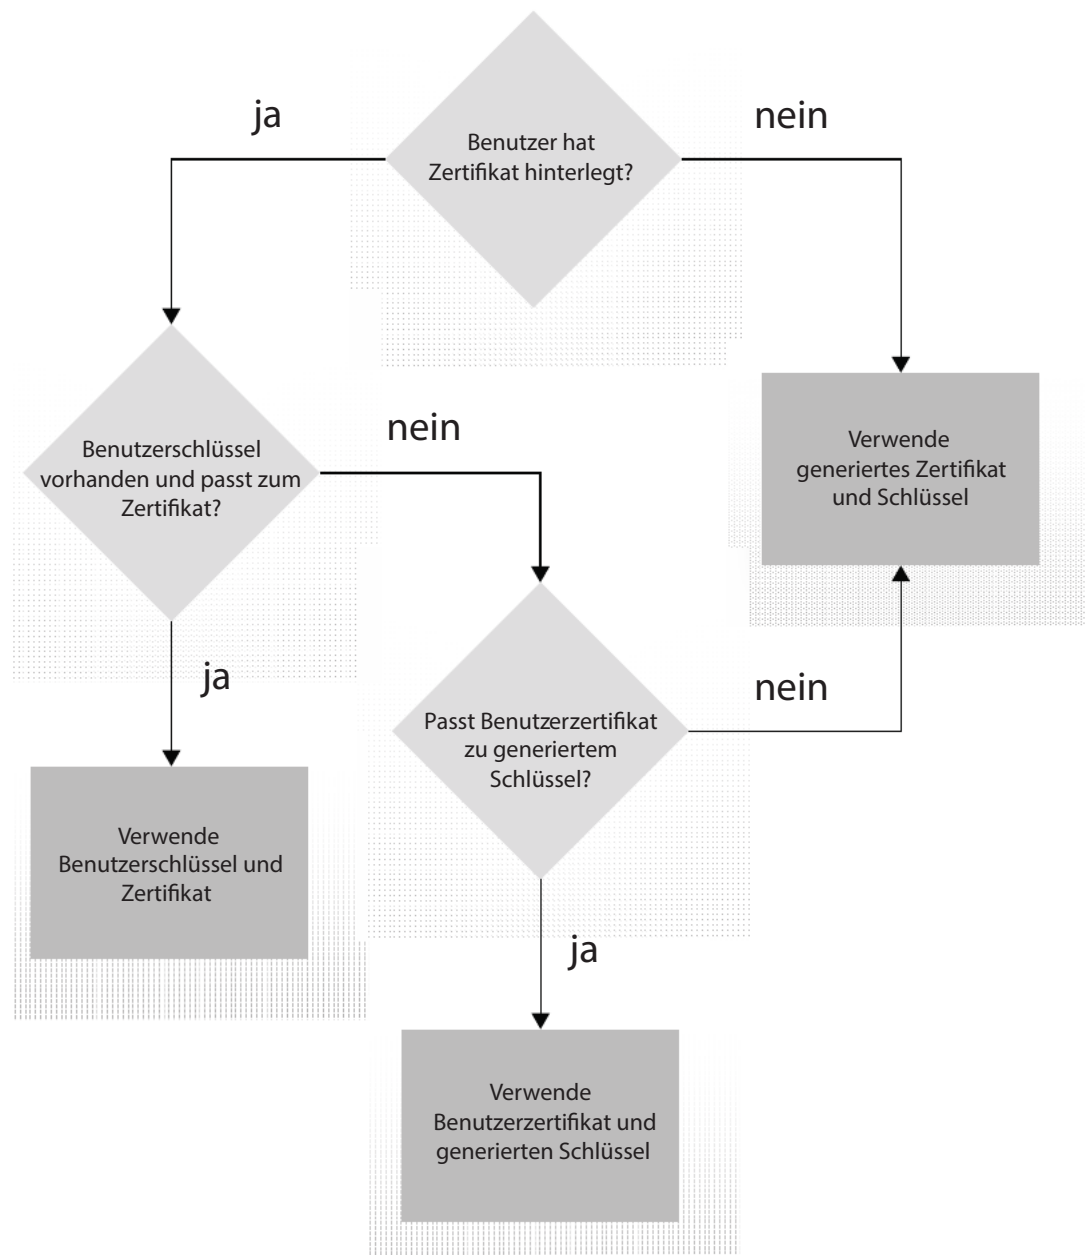 ja
nein
Benutzer hat
Zertifikat hinterlegt?
nein
Benutzerschlüssel
vorhanden und passt zum
Zertifikat?
Verwende
generiertes Zertifikat
und Schlüssel
ja
nein
Passt Benutzerzertifikat
zu generiertem
Schlüssel?
Verwende
Benutzerschlüssel und
Zertifikat
ja
Verwende
Benutzerzertifikat und
generierten Schlüssel